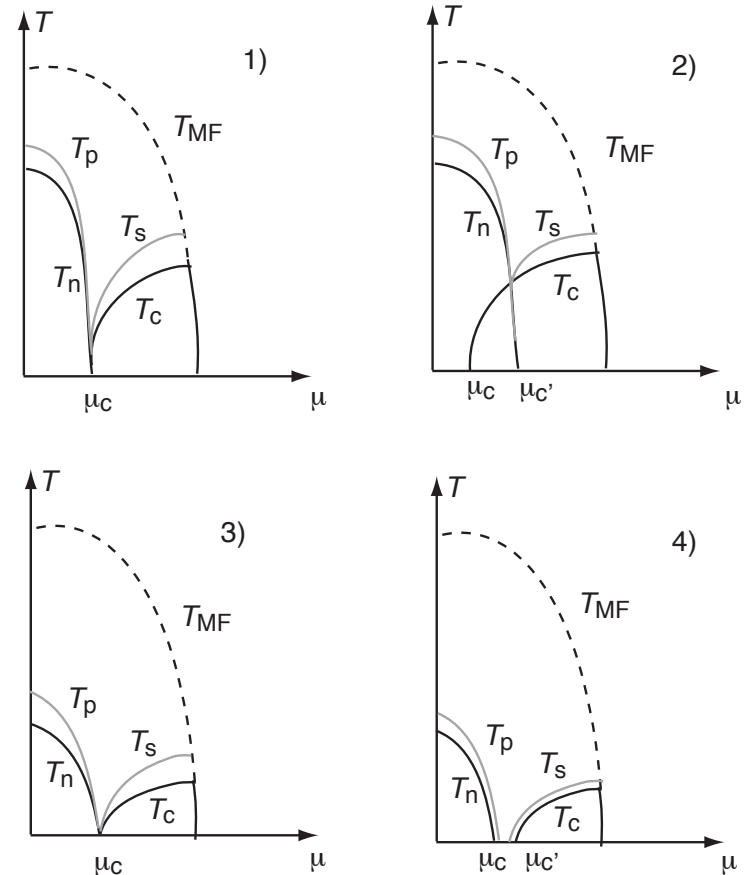 T
1)
T_MF
T_p
T_s
T_n
T_c
μ_c
μ
T
2)
T_MF
T_p
T_n
T_s
T_c
μ_c
μ_c’
μ
T
3)
T_MF
T_p
T_s
T_n
T_c
μ_c
μ
T
4)
T_MF
T_p
T_n
T_s
T_c
μ_c
μ_c’
μ